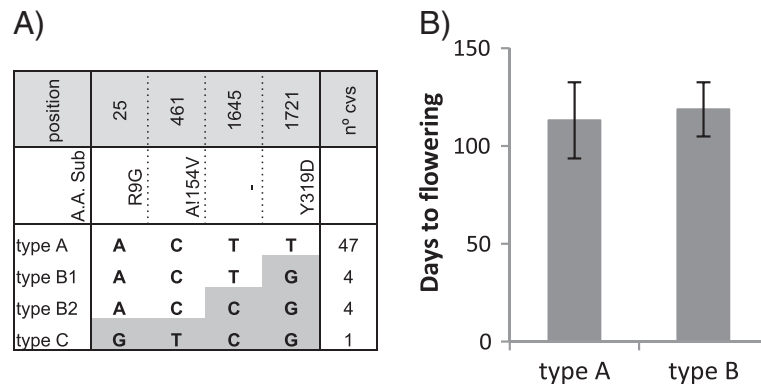 A)
position 25 461 1645 1721 nº cvs
A.A. Sub R9G A!154V - Y319D
type A A C T T 47
type B1 A C T G 4
type B2 A C C G 4
type C G T C G 1
B)
Days to flowering
150
100
50
0
type A type B